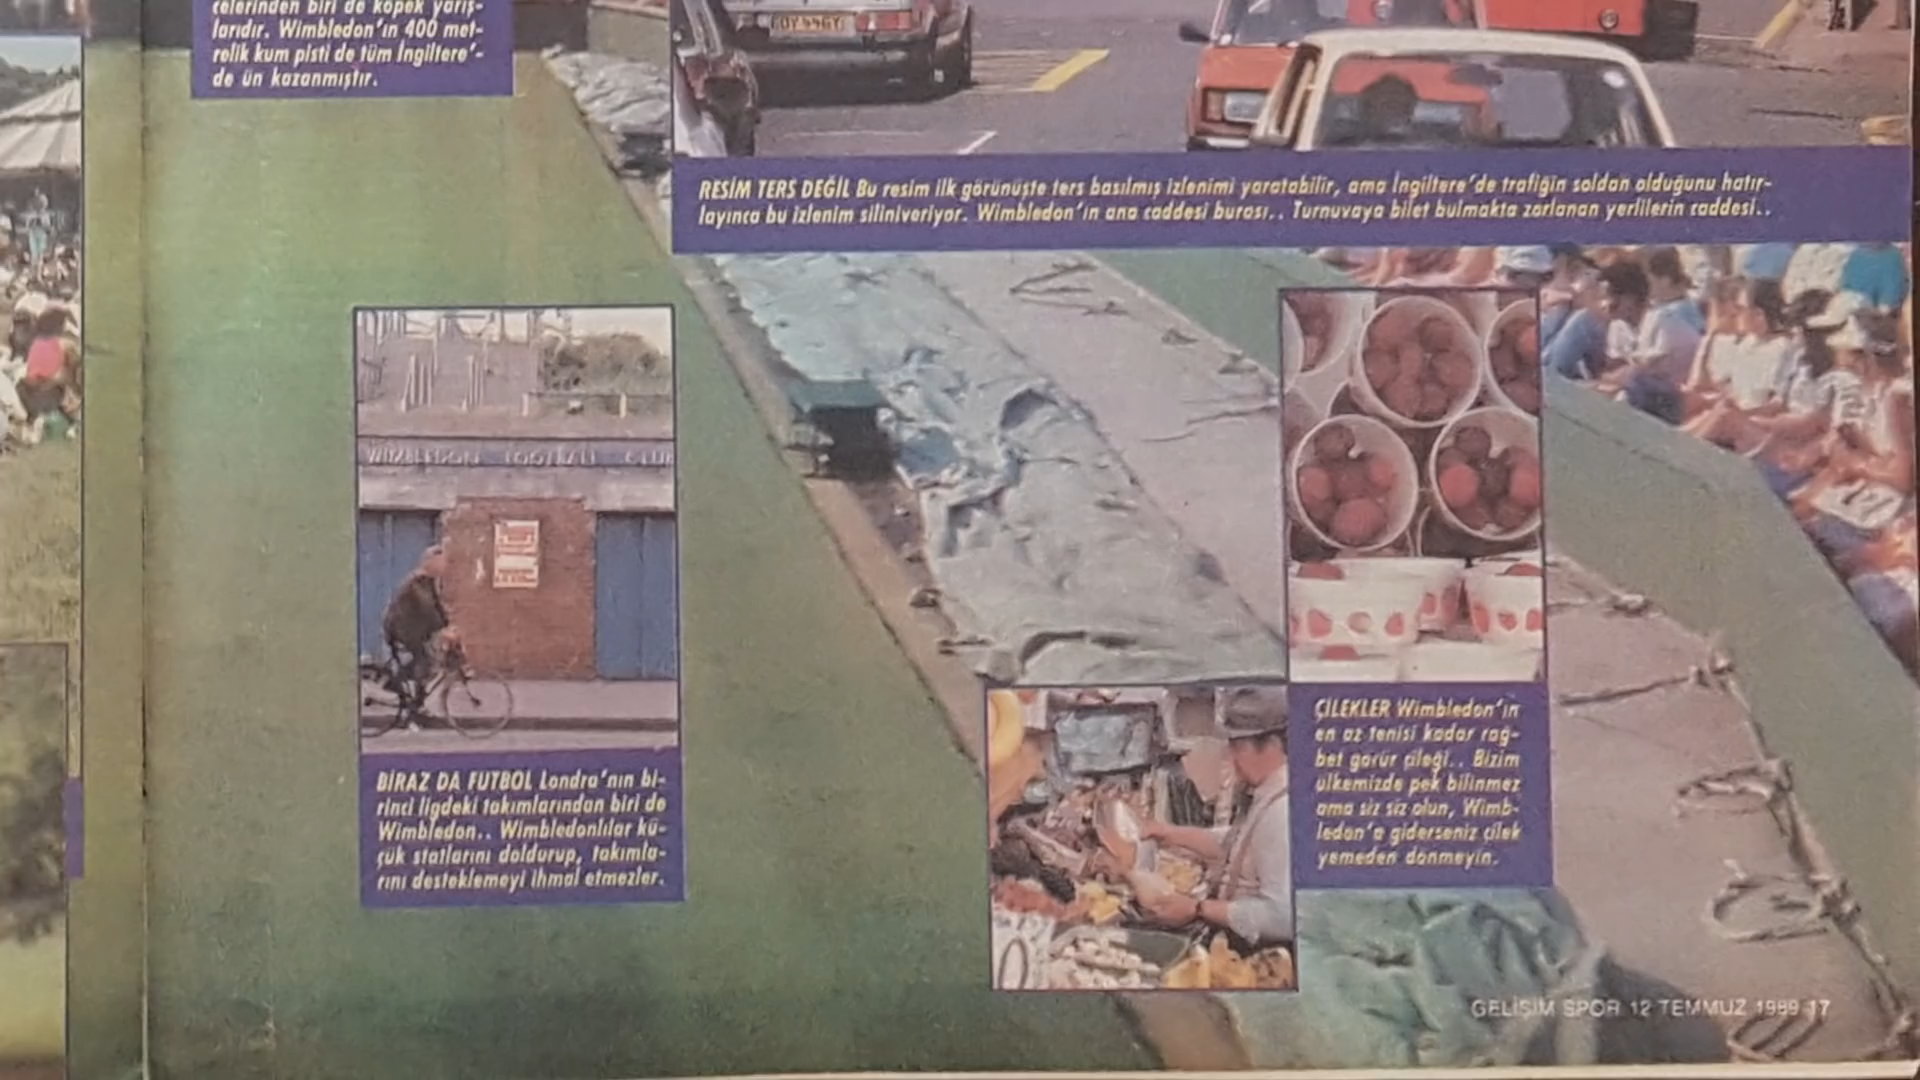 celerinden biri de köpek yarış-
larıdır. Wimbledon'ın 400 met-
relik kum pisti de tüm İngiltere'-
de ün kazanmıştır.
RESİM TERS DEĞİL Bu resim ilk görünüşte ters basılmış izlenimi yaratabilir, ama İngiltere'de trafiğin soldan olduğunu hatır-
layınca bu izlenim siliniveriyor. Wimbledon'ın ana caddesi burası.. Turnuvaya bilet bulmakta zorlanan yerlilerin caddesi..
WIMBLEDON FOOTBALL CLUB
BİRAZ DA FUTBOL Londra'nın bi-
rinci ligdeki takımlarından biri de
Wimbledon.. Wimbledonlılar kü-
çük statlarını doldurup, takımla-
rını desteklemeyi ihmal etmezler.
ÇİLEKLER Wimbledon'ın
en az tenisi kadar rağ-
bet görür çileği.. Bizim
ülkemizde pek bilinmez
ama siz siz olun, Wimb-
ledon'a giderseniz çilek
yemeden dönmeyin.
GELİŞİM SPOR 12 TEMMUZ 1989 17